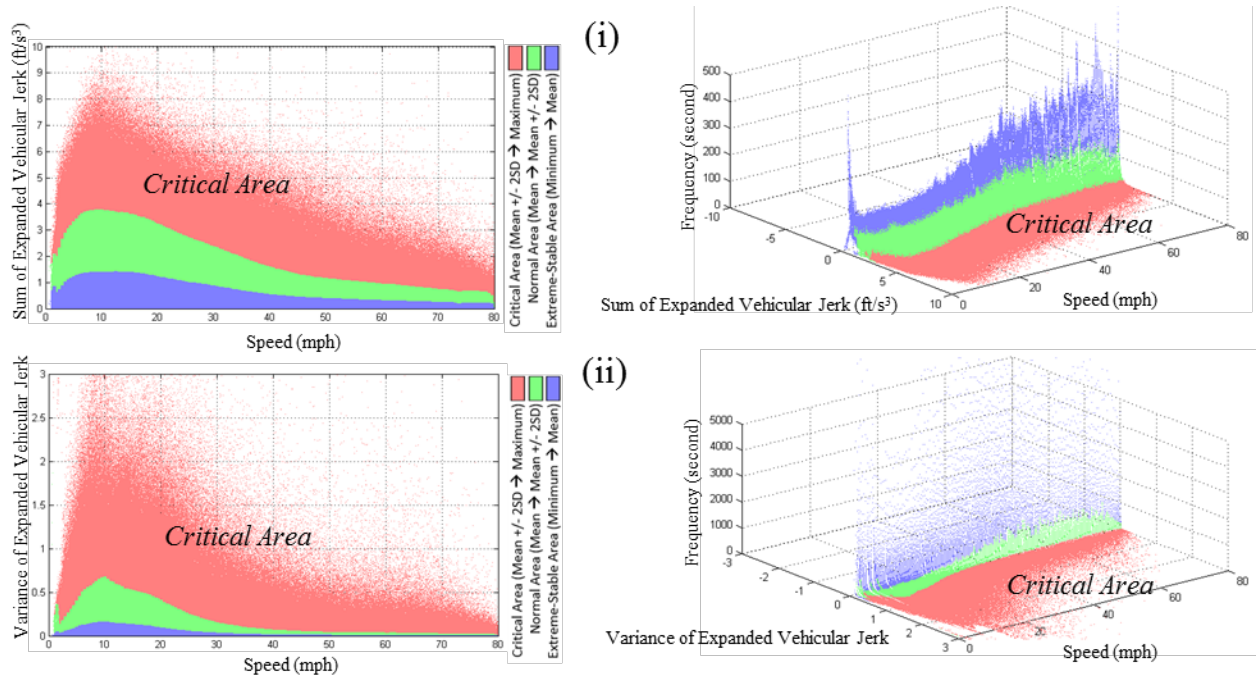 (i)
Sum of Expanded Vehicular Jerk (ft/s³)
10
9
8
7
6
5
4
3
2
1
0
Critical Area
0 10 20 30 40 50 60 70 80
Speed (mph)
Critical Area (Mean +/- 2SD → Maximum)
Normal Area (Mean → Mean +/- 2SD)
Extreme-Stable Area (Minimum → Mean)
Frequency (second)
500
400
300
200
100
0
-10
-5
0
5
10
0
20
40
60
80
Critical Area
Sum of Expanded Vehicular Jerk (ft/s³)
Speed (mph)
(ii)
Variance of Expanded Vehicular Jerk
3
2.5
2
1.5
1
0.5
0
Critical Area
0 10 20 30 40 50 60 70 80
Speed (mph)
Critical Area (Mean +/- 2SD → Maximum)
Normal Area (Mean → Mean +/- 2SD)
Extreme-Stable Area (Minimum → Mean)
Frequency (second)
5000
4000
3000
2000
1000
0
-3
-2
-1
0
1
2
3
0
20
40
60
80
Critical Area
Variance of Expanded Vehicular Jerk
Speed (mph)